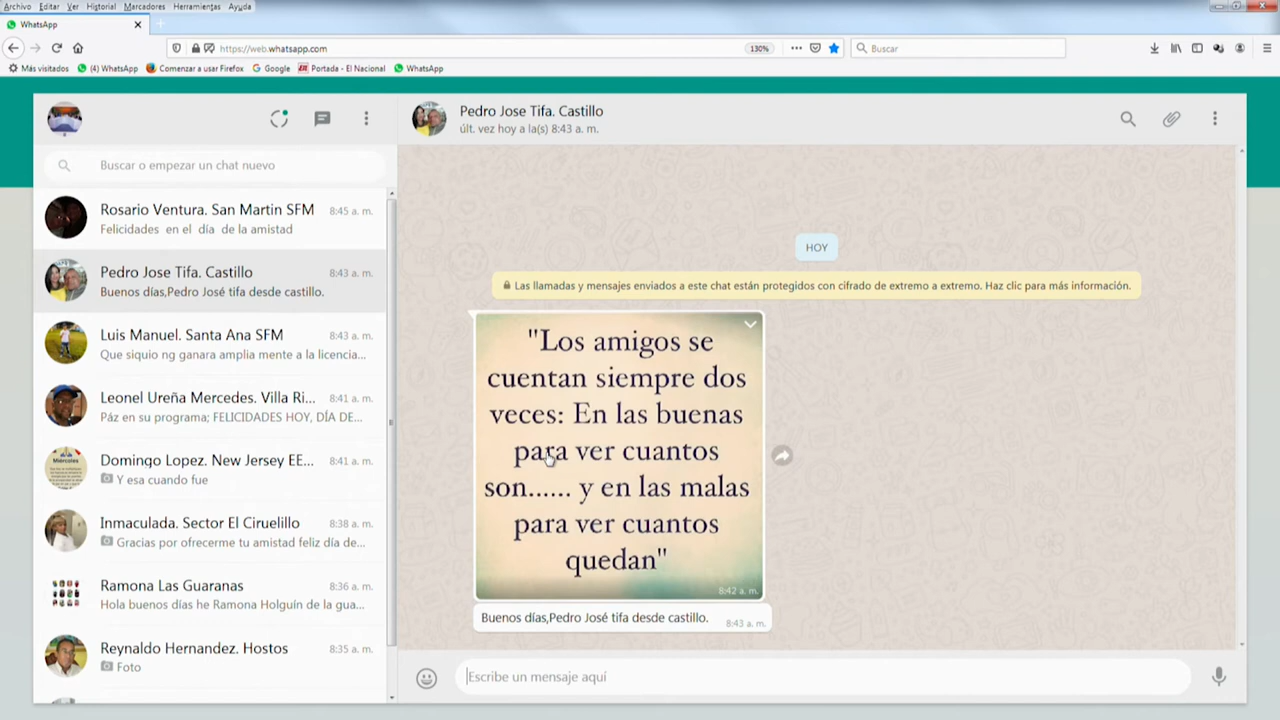 Archivo Editar Ver Historial Marcadores Herramientas Ayuda
WhatsApp
https://web.whatsapp.com
130%
Buscar
Más visitados
(4) WhatsApp
Comenzar a usar Firefox
Google
Portada - El Nacional
WhatsApp
Buscar o empezar un chat nuevo
Rosario Ventura. San Martin SFM 8:45 a. m.
Felicidades en el día de la amistad
Pedro Jose Tifa. Castillo 8:43 a. m.
Buenos días,Pedro José tifa desde castillo.
Luis Manuel. Santa Ana SFM 8:43 a. m.
Que siquio ng ganara amplia mente a la licencia...
Leonel Ureña Mercedes. Villa Ri... 8:41 a. m.
Páz en su programa; FELICIDADES HOY, DÍA DE...
Domingo Lopez. New Jersey EE... 8:41 a. m.
Y esa cuando fue
Inmaculada. Sector El Ciruelillo 8:38 a. m.
Gracias por ofrecerme tu amistad feliz día de...
Ramona Las Guaranas 8:36 a. m.
Hola buenos días he Ramona Holguín de la gua...
Reynaldo Hernandez. Hostos 8:35 a. m.
Foto
Pedro Jose Tifa. Castillo
últ. vez hoy a la(s) 8:43 a. m.
HOY
Las llamadas y mensajes enviados a este chat están protegidos con cifrado de extremo a extremo. Haz clic para más información.
"Los amigos se
cuentan siempre dos
veces: En las buenas
para ver cuantos
son...... y en las malas
para ver cuantos
quedan"
8:42 a. m.
Buenos días,Pedro José tifa desde castillo. 8:43 a. m.
Escribe un mensaje aquí